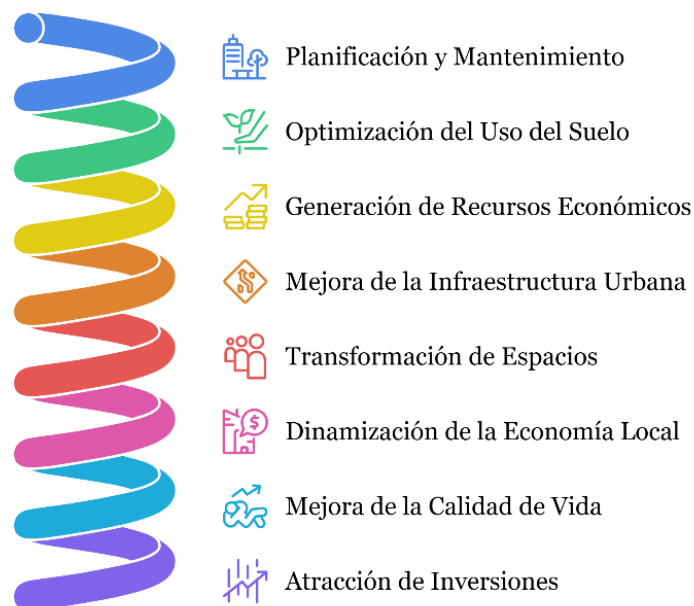 Planificación y Mantenimiento
Optimización del Uso del Suelo
Generación de Recursos Económicos
Mejora de la Infraestructura Urbana
Transformación de Espacios
$
Dinamización de la Economía Local
Mejora de la Calidad de Vida
Atracción de Inversiones